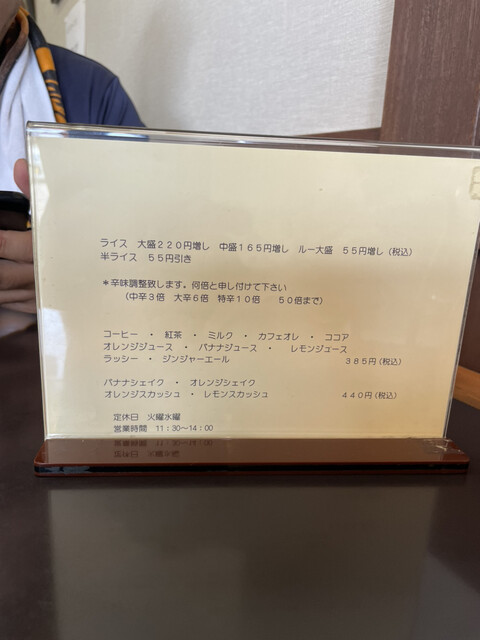 ライス 大盛220円増し 中盛165円増し ルー大盛 55円増し(税込)
半ライス 55円引き
*辛味調整致します。何倍と申し付けて下さい
(中辛3倍 大辛6倍 特辛10倍 50倍まで)
コーヒー ・ 紅茶 ・ ミルク ・ カフェオレ ・ ココア
オレンジジュース ・ バナナジュース ・ レモンジュース
ラッシー ・ ジンジャーエール 385円(税込)
バナナシェイク ・ オレンジシェイク
オレンジスカッシュ ・ レモンスカッシュ 440円(税込)
定休日 火曜水曜
営業時間 11:30~14:00